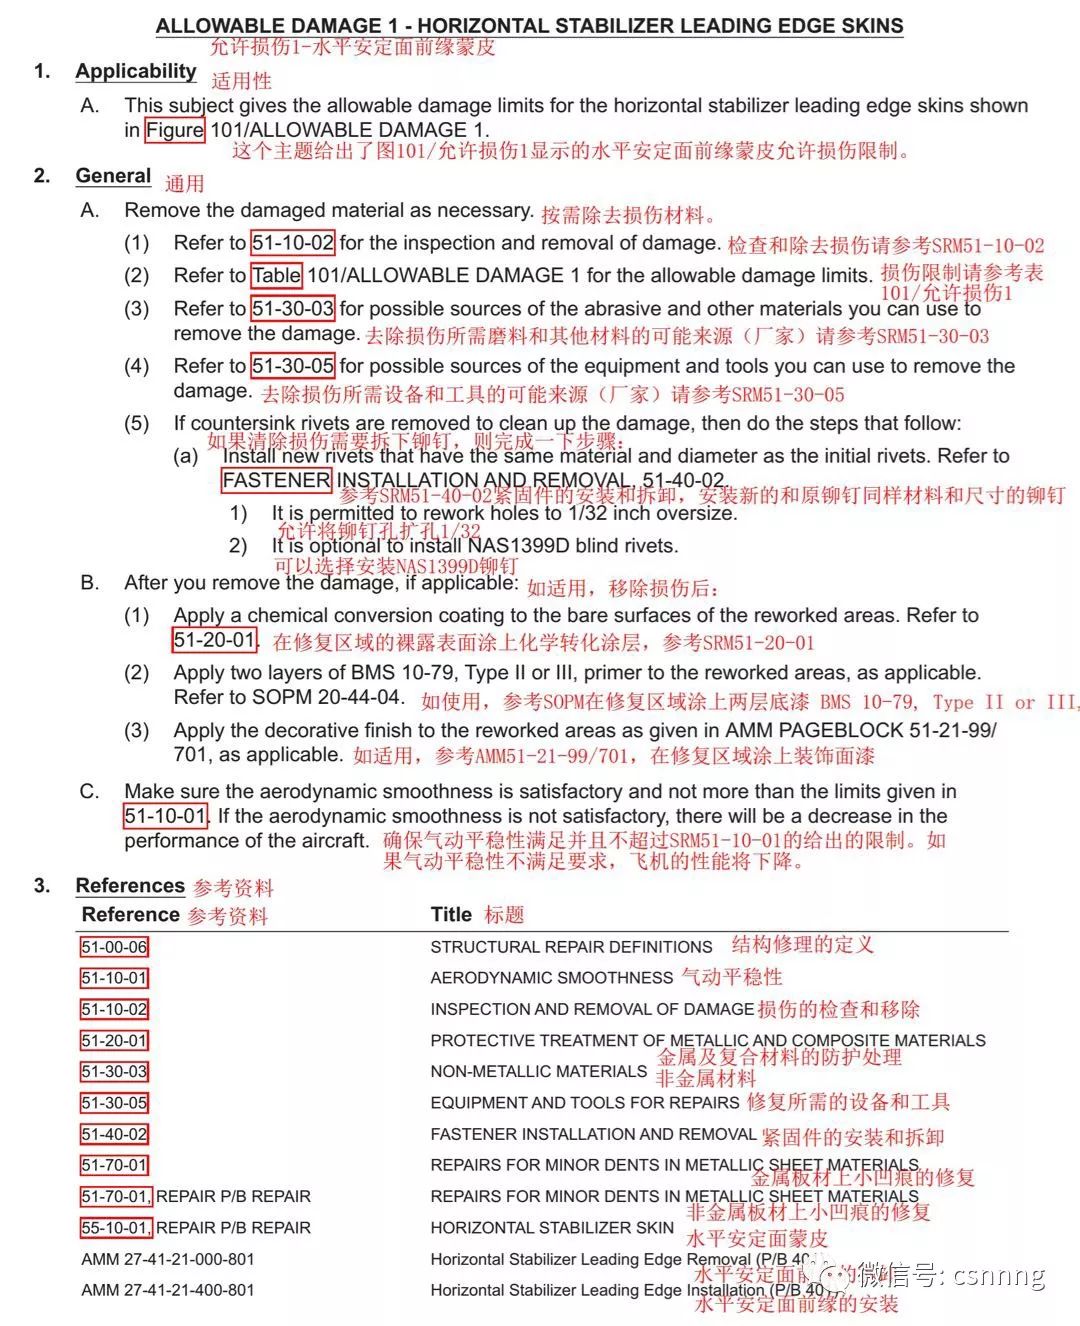 ALLOWABLE DAMAGE 1 - HORIZONTAL STABILIZER LEADING EDGE SKINS
允许损伤1-水平安定面前缘蒙皮
1. Applicability 适用性
A. This subject gives the allowable damage limits for the horizontal stabilizer leading edge skins shown
in Figure 101/ALLOWABLE DAMAGE 1.
这个主题给出了图101/允许损伤1显示的水平安定面前缘蒙皮允许损伤限制。
2. General 通用
A. Remove the damaged material as necessary. 按需除去损伤材料。
(1) Refer to 51-10-02 for the inspection and removal of damage. 检查和除去损伤请参考SRM51-10-02
(2) Refer to Table 101/ALLOWABLE DAMAGE 1 for the allowable damage limits. 损伤限制请参考表
101/允许损伤1
(3) Refer to 51-30-03 for possible sources of the abrasive and other materials you can use to
remove the damage. 去除损伤所需磨料和其他材料的可能来源（厂家）请参考SRM51-30-03
(4) Refer to 51-30-05 for possible sources of the equipment and tools you can use to remove the
damage. 去除损伤所需设备和工具的可能来源（厂家）请参考SRM51-30-05
(5) If countersink rivets are removed to clean up the damage, then do the steps that follow:
如果清除损伤需要拆下铆钉，则完成一下步骤：
(a) Install new rivets that have the same material and diameter as the initial rivets. Refer to
FASTENER INSTALLATION AND REMOVAL, 51-40-02.
参考SRM51-40-02紧固件的安装和拆卸，安装新的和原铆钉同样材料和尺寸的铆钉
1) It is permitted to rework holes to 1/32 inch oversize.
允许将铆钉孔扩孔1/32
2) It is optional to install NAS1399D blind rivets.
可以选择安装NAS1399D铆钉
B. After you remove the damage, if applicable: 如适用，移除损伤后：
(1) Apply a chemical conversion coating to the bare surfaces of the reworked areas. Refer to
51-20-01. 在修复区域的裸露表面涂上化学转化涂层，参考SRM51-20-01
(2) Apply two layers of BMS 10-79, Type II or III, primer to the reworked areas, as applicable.
Refer to SOPM 20-44-04. 如使用，参考SOPM在修复区域涂上两层底漆 BMS 10-79, Type II or III,
(3) Apply the decorative finish to the reworked areas as given in AMM PAGEBLOCK 51-21-99/
701, as applicable. 如适用，参考AMM51-21-99/701，在修复区域涂上装饰面漆
C. Make sure the aerodynamic smoothness is satisfactory and not more than the limits given in
51-10-01. If the aerodynamic smoothness is not satisfactory, there will be a decrease in the
performance of the aircraft. 确保气动平稳性满足并且不超过SRM51-10-01的给出的限制。如
果气动平稳性不满足要求，飞机的性能将下降。
3. References 参考资料
Reference 参考资料 Title 标题
51-00-06 STRUCTURAL REPAIR DEFINITIONS 结构修理的定义
51-10-01 AERODYNAMIC SMOOTHNESS 气动平稳性
51-10-02 INSPECTION AND REMOVAL OF DAMAGE 损伤的检查和移除
51-20-01 PROTECTIVE TREATMENT OF METALLIC AND COMPOSITE MATERIALS
金属及复合材料的防护处理
51-30-03 NON-METALLIC MATERIALS 非金属材料
51-30-05 EQUIPMENT AND TOOLS FOR REPAIRS 修复所需的设备和工具
51-40-02 FASTENER INSTALLATION AND REMOVAL 紧固件的安装和拆卸
51-70-01 REPAIRS FOR MINOR DENTS IN METALLIC SHEET MATERIALS
金属板材上小凹痕的修复
51-70-01, REPAIR P/B REPAIR REPAIRS FOR MINOR DENTS IN METALLIC SHEET MATERIALS
非金属板材上小凹痕的修复
55-10-01, REPAIR P/B REPAIR HORIZONTAL STABILIZER SKIN
水平安定面蒙皮
AMM 27-41-21-000-801 Horizontal Stabilizer Leading Edge Removal (P/B 40
水平安定面前 的
微信号: csnnng
AMM 27-41-21-400-801 Horizontal Stabilizer Leading Edge Installation (P/B 40
水平安定面前缘的安装